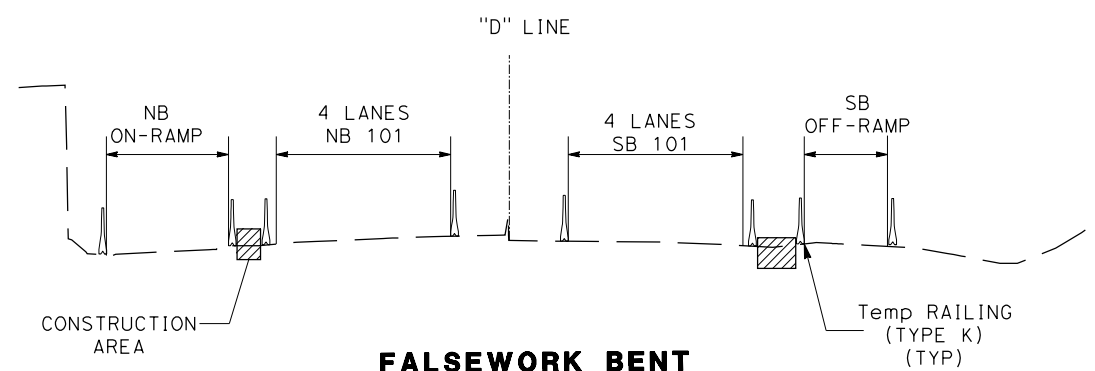 "D" LINE
NB
ON-RAMP
4 LANES
NB 101
4 LANES
SB 101
SB
OFF-RAMP
CONSTRUCTION
AREA
Temp RAILING
(TYPE K)
(TYP)
FALSEWORK BENT